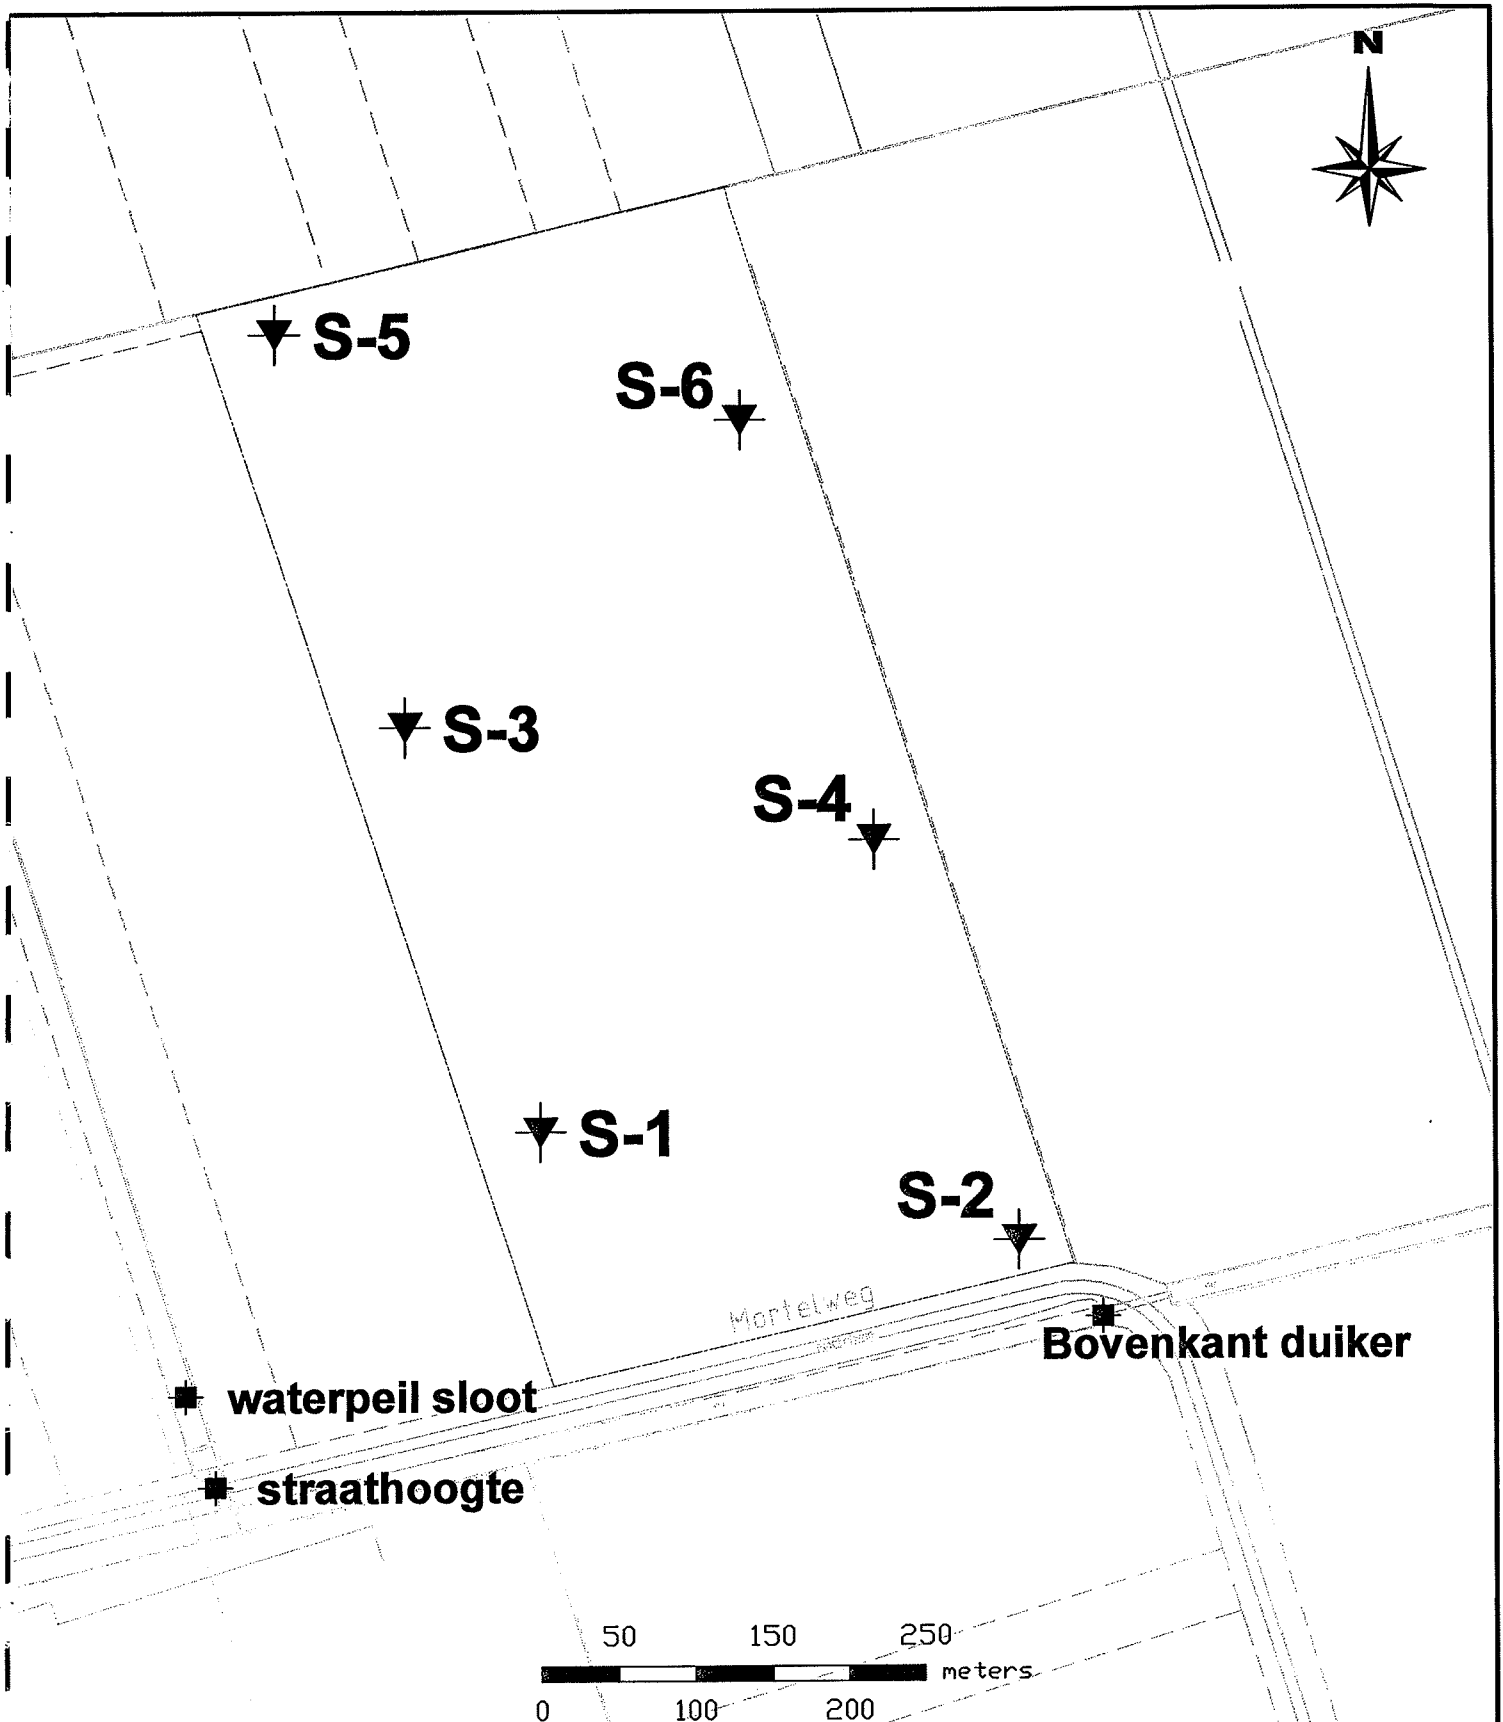 N
S-5
S-6
S-3
S-4
S-1
S-2
Mortelweg
Bovenkant duiker
waterpeil sloot
straathoogte
50 150 250
meters
0 100 200